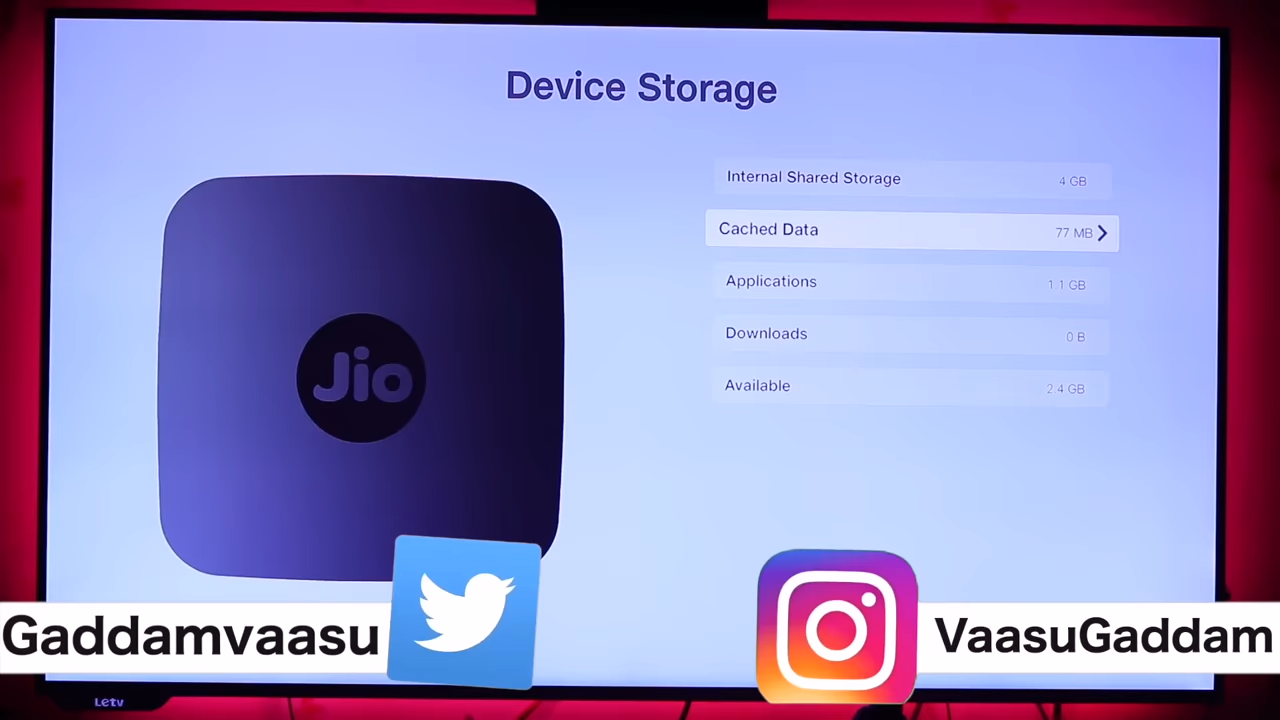 Device Storage
Internal Shared Storage 4 GB
Cached Data 77 MB
Applications 1.1 GB
Downloads 0 B
Available 2.4 GB
Jio
Gaddamvaasu
VaasuGaddam
Letv